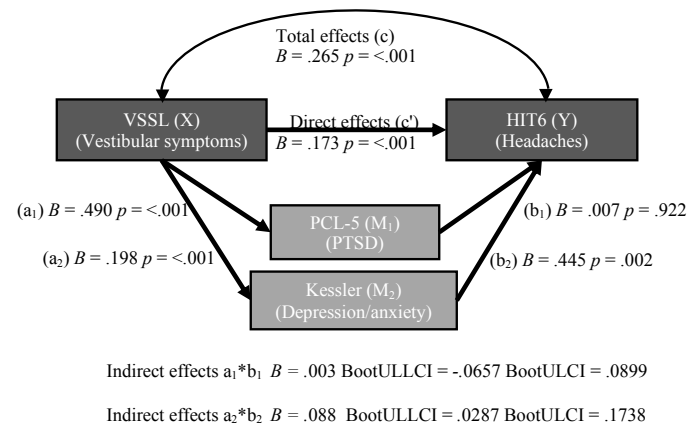 Total effects (c)
B = .265 p = <.001
VSSL (X)
(Vestibular symptoms)
Direct effects (c')
B = .173 p = <.001
HIT6 (Y)
(Headaches)
(a₁) B = .490 p = <.001
PCL-5 (M₁)
(PTSD)
(b₁) B = .007 p = .922
(a₂) B = .198 p = <.001
(b₂) B = .445 p = .002
Kessler (M₂)
(Depression/anxiety)
Indirect effects a₁*b₁ B = .003 BootULLCI = -.0657 BootULCI = .0899
Indirect effects a₂*b₂ B = .088 BootULLCI = .0287 BootULCI = .1738